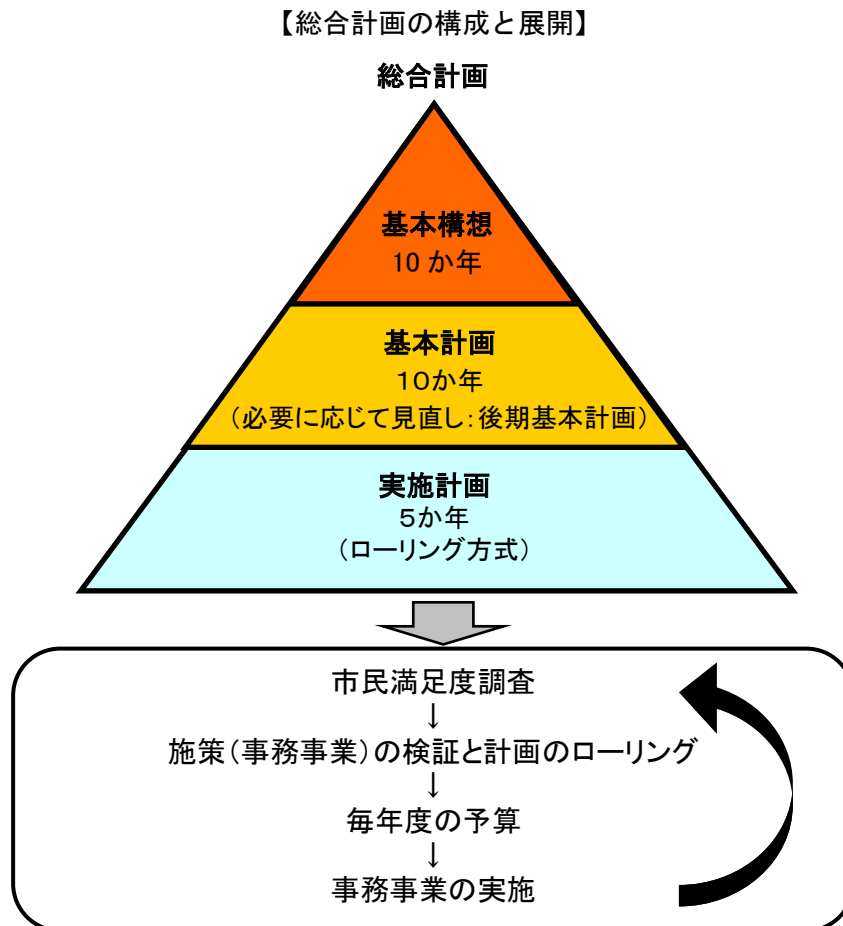 【総合計画の構成と展開】
総合計画
基本構想
10 か年
基本計画
１０か年
（必要に応じて見直し：後期基本計画）
実施計画
５か年
（ローリング方式）
市民満足度調査
↓
施策（事務事業）の検証と計画のローリング
↓
毎年度の予算
↓
事務事業の実施